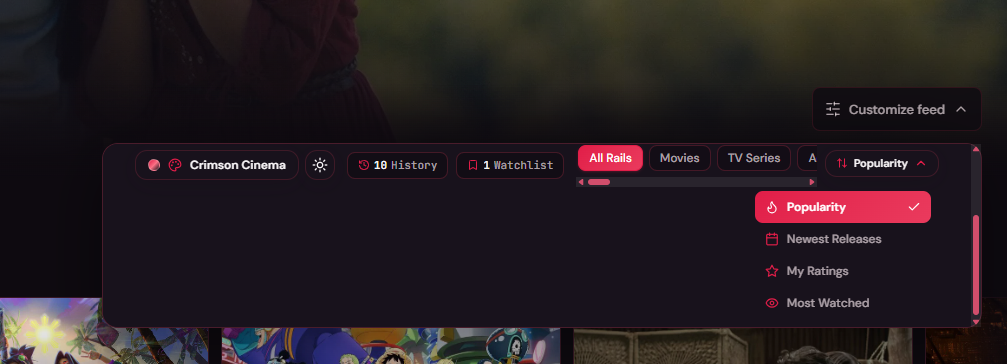 Customize feed
Crimson Cinema
10 History
1 Watchlist
All Rails
Movies
TV Series
A
Popularity
Popularity
Newest Releases
My Ratings
Most Watched